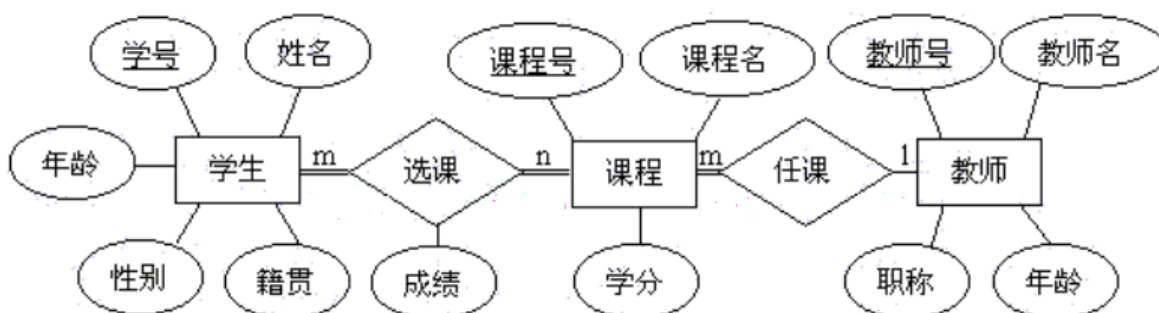 学号 姓名 课程号 课程名 教师号 教师名
年龄 学生 m 选课 n 课程 m 任课 1 教师
性别 籍贯 成绩 学分 职称 年龄